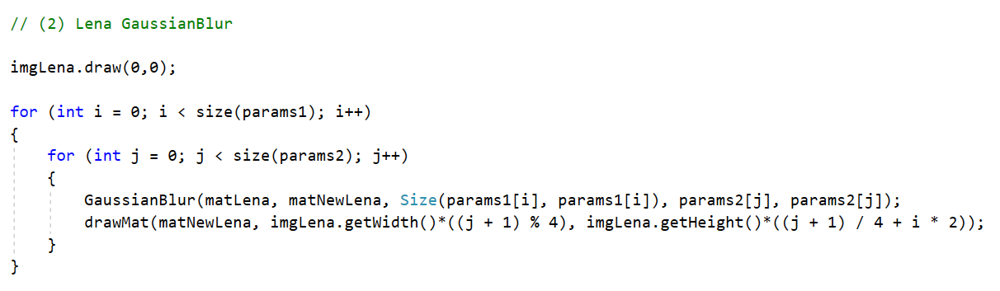 // (2) Lena GaussianBlur
imgLena.draw(0,0);
for (int i = 0; i < size(params1); i++)
{
for (int j = 0; j < size(params2); j++)
{
GaussianBlur(matLena, matNewLena, Size(params1[i], params1[i]), params2[j], params2[j]);
drawMat(matNewLena, imgLena.getWidth()*((j + 1) % 4), imgLena.getHeight()*((j + 1) / 4 + i * 2));
}
}